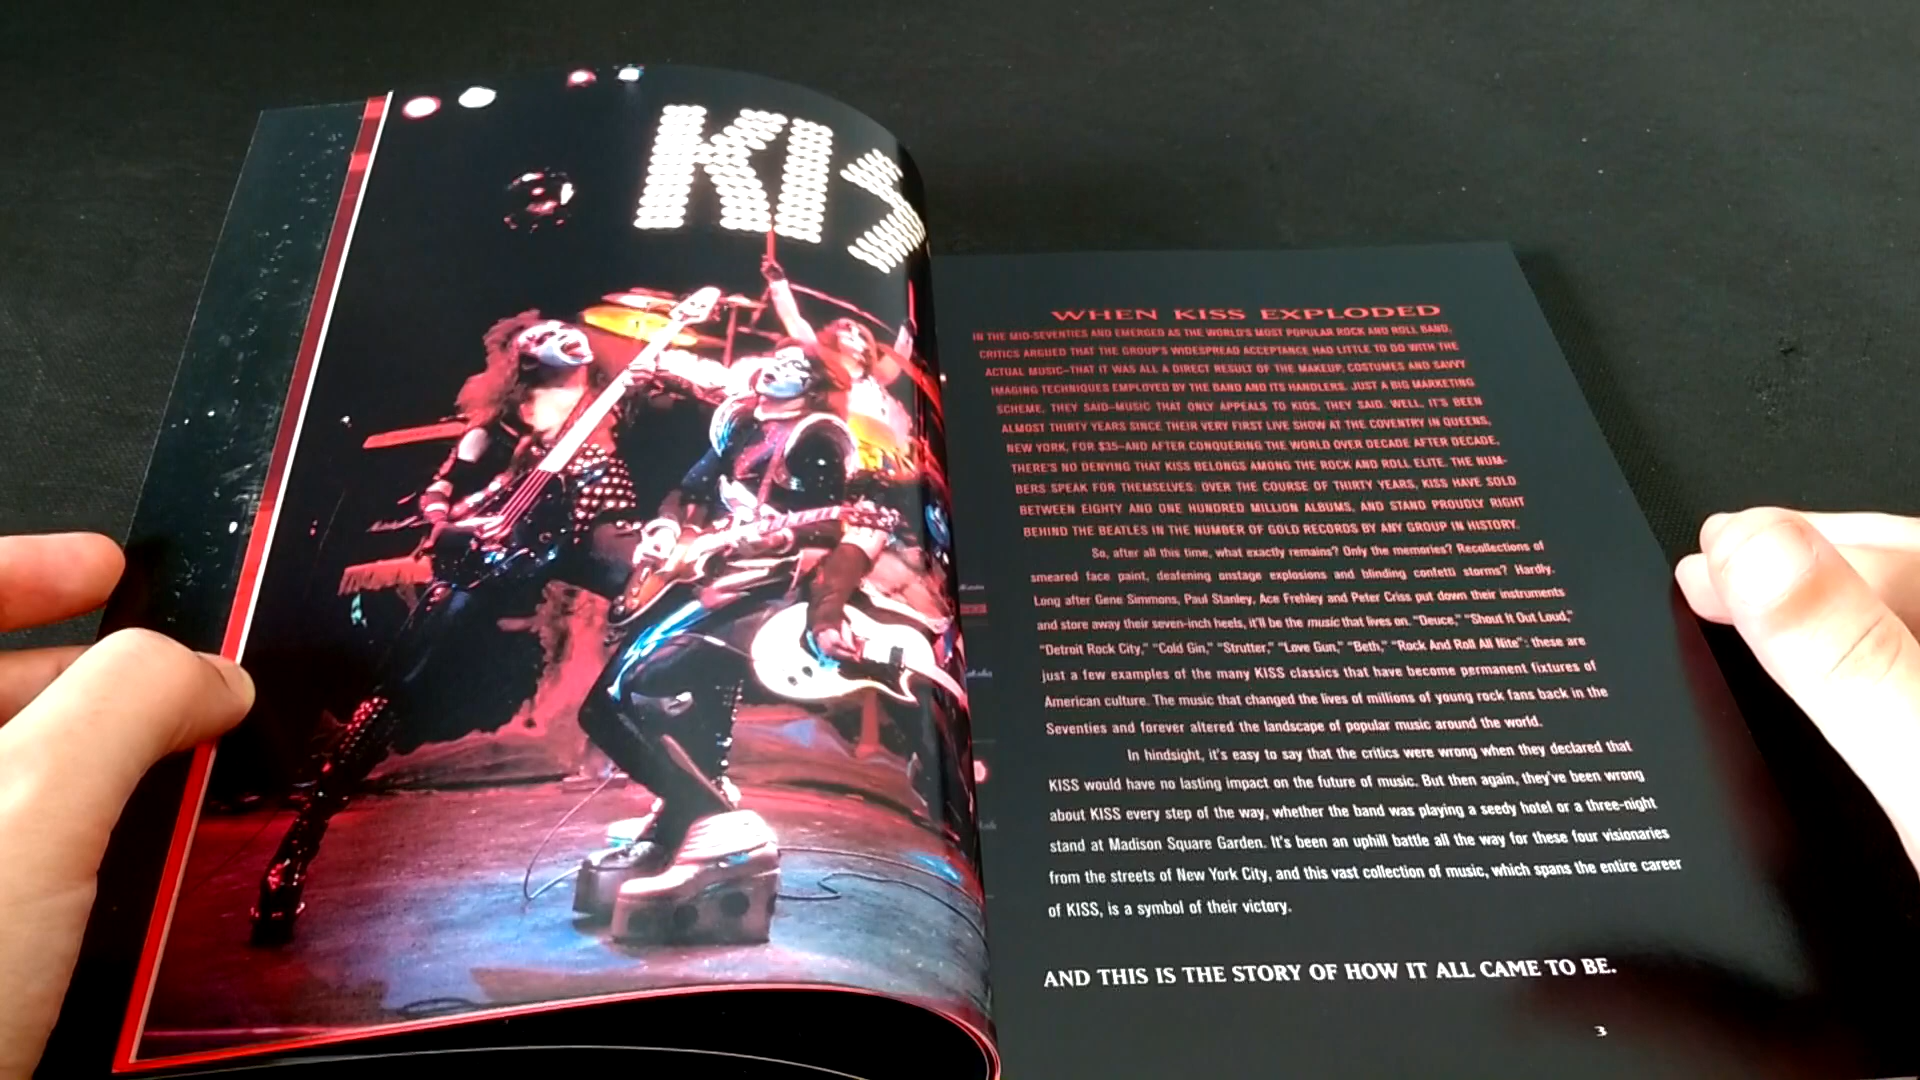 KISS
WHEN KISS EXPLODED
IN THE MID-SEVENTIES AND EMERGED AS THE WORLD'S MOST POPULAR ROCK AND ROLL BAND,
CRITICS ARGUED THAT THE GROUP'S WIDESPREAD ACCEPTANCE HAD LITTLE TO DO WITH THE
ACTUAL MUSIC–THAT IT WAS ALL A DIRECT RESULT OF THE MAKEUP, COSTUMES AND SAVVY
IMAGING TECHNIQUES EMPLOYED BY THE BAND AND ITS HANDLERS. JUST A BIG MARKETING
SCHEME, THEY SAID–MUSIC THAT ONLY APPEALS TO KIDS, THEY SAID. WELL, IT'S BEEN
ALMOST THIRTY YEARS SINCE THEIR VERY FIRST LIVE SHOW AT THE COVENTRY IN QUEENS,
NEW YORK, FOR $35–AND AFTER CONQUERING THE WORLD OVER DECADE AFTER DECADE,
THERE'S NO DENYING THAT KISS BELONGS AMONG THE ROCK AND ROLL ELITE. THE NUM-
BERS SPEAK FOR THEMSELVES: OVER THE COURSE OF THIRTY YEARS, KISS HAVE SOLD
BETWEEN EIGHTY AND ONE HUNDRED MILLION ALBUMS, AND STAND PROUDLY RIGHT
BEHIND THE BEATLES IN THE NUMBER OF GOLD RECORDS BY ANY GROUP IN HISTORY.
So, after all this time, what exactly remains? Only the memories? Recollections of
smeared face paint, deafening onstage explosions and blinding confetti storms? Hardly.
Long after Gene Simmons, Paul Stanley, Ace Frehley and Peter Criss put down their instruments
and store away their seven-inch heels, it'll be the music that lives on. "Deuce," "Shout It Out Loud,"
"Detroit Rock City," "Cold Gin," "Strutter," "Love Gun," "Beth," "Rock And Roll All Nite": these are
just a few examples of the many KISS classics that have become permanent fixtures of
American culture. The music that changed the lives of millions of young rock fans back in the
Seventies and forever altered the landscape of popular music around the world.
In hindsight, it's easy to say that the critics were wrong when they declared that
KISS would have no lasting impact on the future of music. But then again, they've been wrong
about KISS every step of the way, whether the band was playing a seedy hotel or a three-night
stand at Madison Square Garden. It's been an uphill battle all the way for these four visionaries
from the streets of New York City, and this vast collection of music, which spans the entire career
of KISS, is a symbol of their victory.
AND THIS IS THE STORY OF HOW IT ALL CAME TO BE.
3